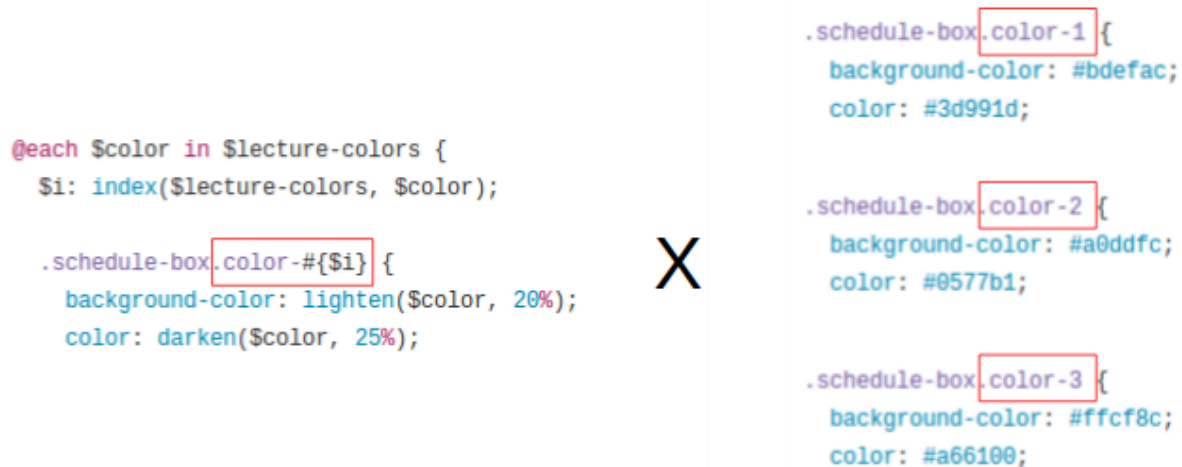 @each $color in $lecture-colors {
$i: index($lecture-colors, $color);
.schedule-box.color-#{$i} {
background-color: lighten($color, 20%);
color: darken($color, 25%);
X
.schedule-box.color-1 {
background-color: #bdefac;
color: #3d991d;
.schedule-box.color-2 {
background-color: #a0ddfc;
color: #0577b1;
.schedule-box.color-3 {
background-color: #ffcf8c;
color: #a66100;